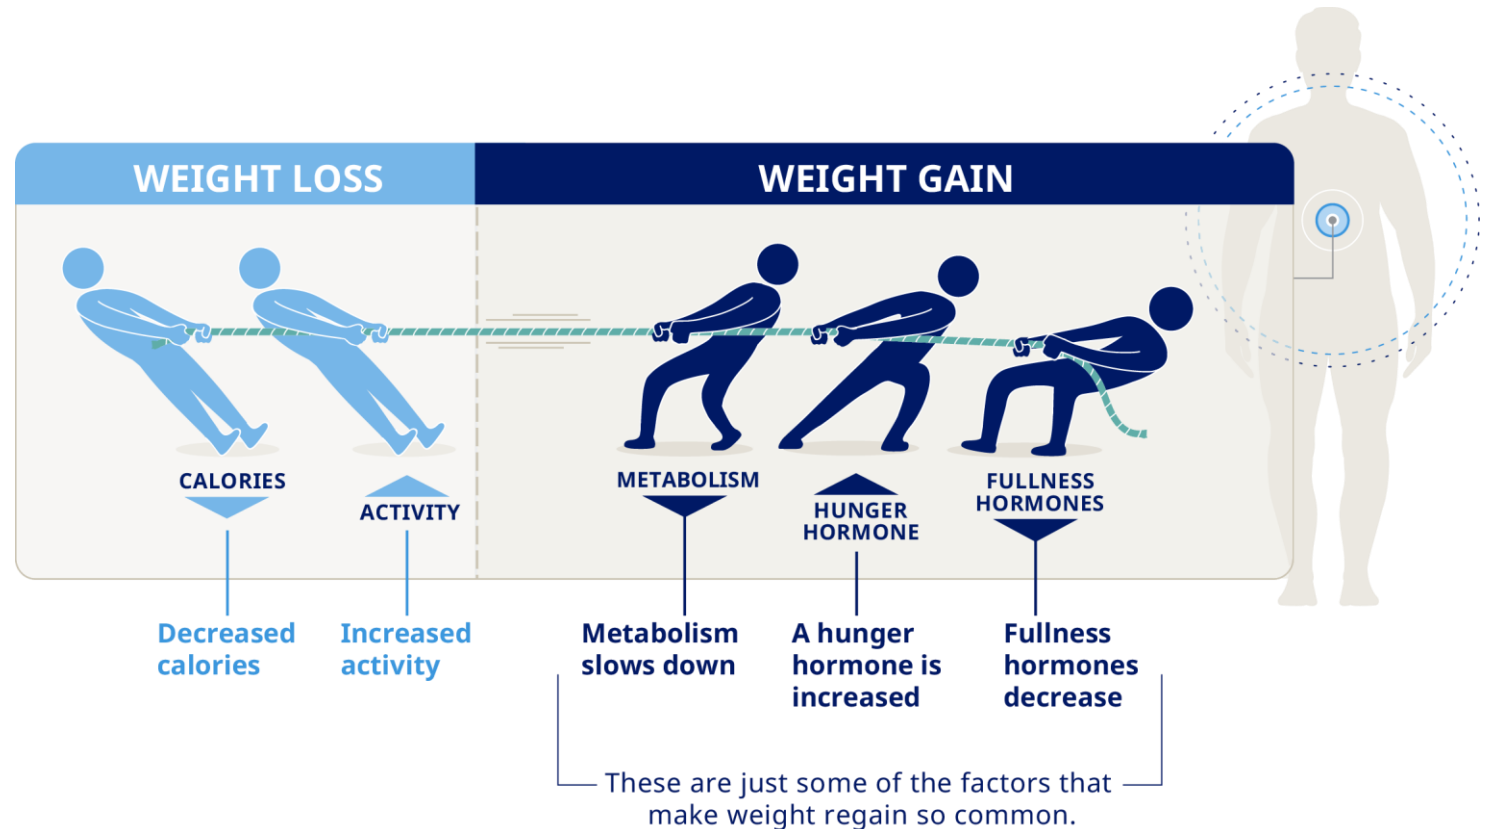 WEIGHT LOSS
WEIGHT GAIN
CALORIES
ACTIVITY
METABOLISM
HUNGER
HORMONE
FULLNESS
HORMONES
Decreased
calories
Increased
activity
Metabolism
slows down
A hunger
hormone is
increased
Fullness
hormones
decrease
These are just some of the factors that
make weight regain so common.